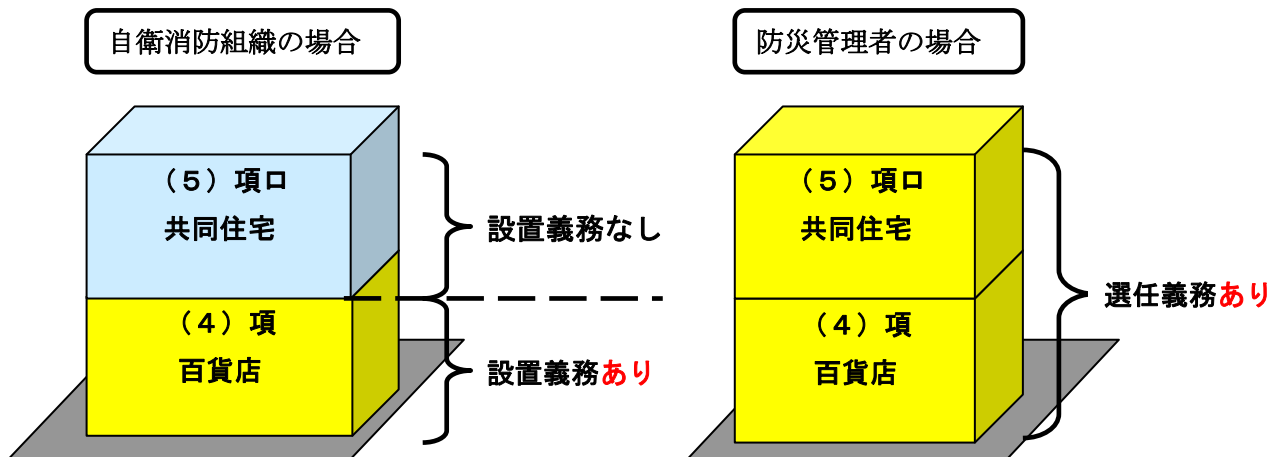 自衛消防組織の場合
（５）項ロ
共同住宅
設置義務なし
（４）項
百貨店
設置義務あり
防災管理者の場合
（５）項ロ
共同住宅
（４）項
百貨店
選任義務あり